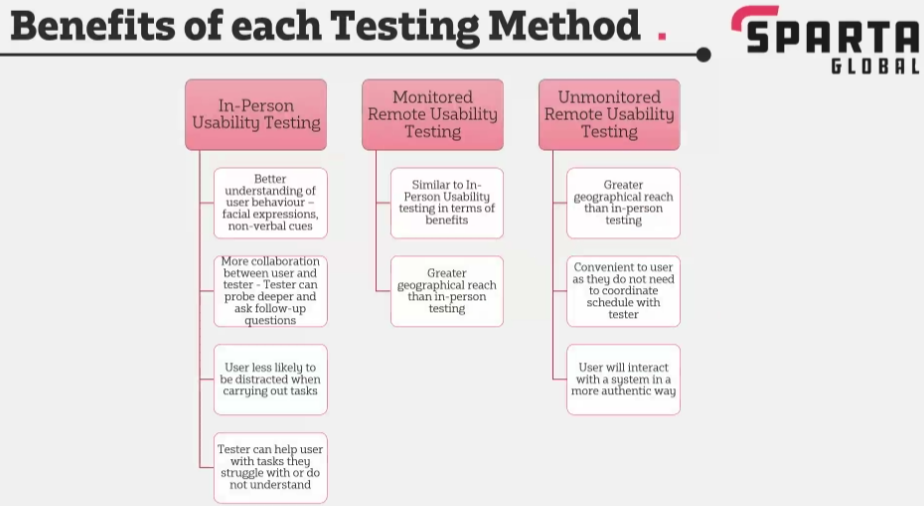 Benefits of each Testing Method .
SPARTA
GLOBAL
In-Person
Usability Testing
Better
understanding of
user behaviour –
facial expressions,
non-verbal cues
More collaboration
between user and
tester - Tester can
probe deeper and
ask follow-up
questions
User less likely to
be distracted when
carrying out tasks
Tester can help user
with tasks they
struggle with or do
not understand
Monitored
Remote Usability
Testing
Similar to In-
Person Usability
testing in terms of
benefits
Greater
geographical reach
than in-person
testing
Unmonitored
Remote Usability
Testing
Greater
geographical reach
than in-person
testing
Convenient to user
as they do not need
to coordinate
schedule with
tester
User will interact
with a system in a
more authentic way